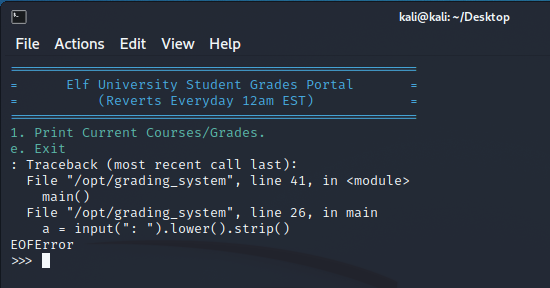 kali@kali: ~/Desktop
File Actions Edit View Help
==========================================================
= Elf University Student Grades Portal =
= (Reverts Everyday 12am EST) =
==========================================================
1. Print Current Courses/Grades.
e. Exit
: Traceback (most recent call last):
  File "/opt/grading_system", line 41, in <module>
    main()
  File "/opt/grading_system", line 26, in main
    a = input(": ").lower().strip()
EOFError
>>>